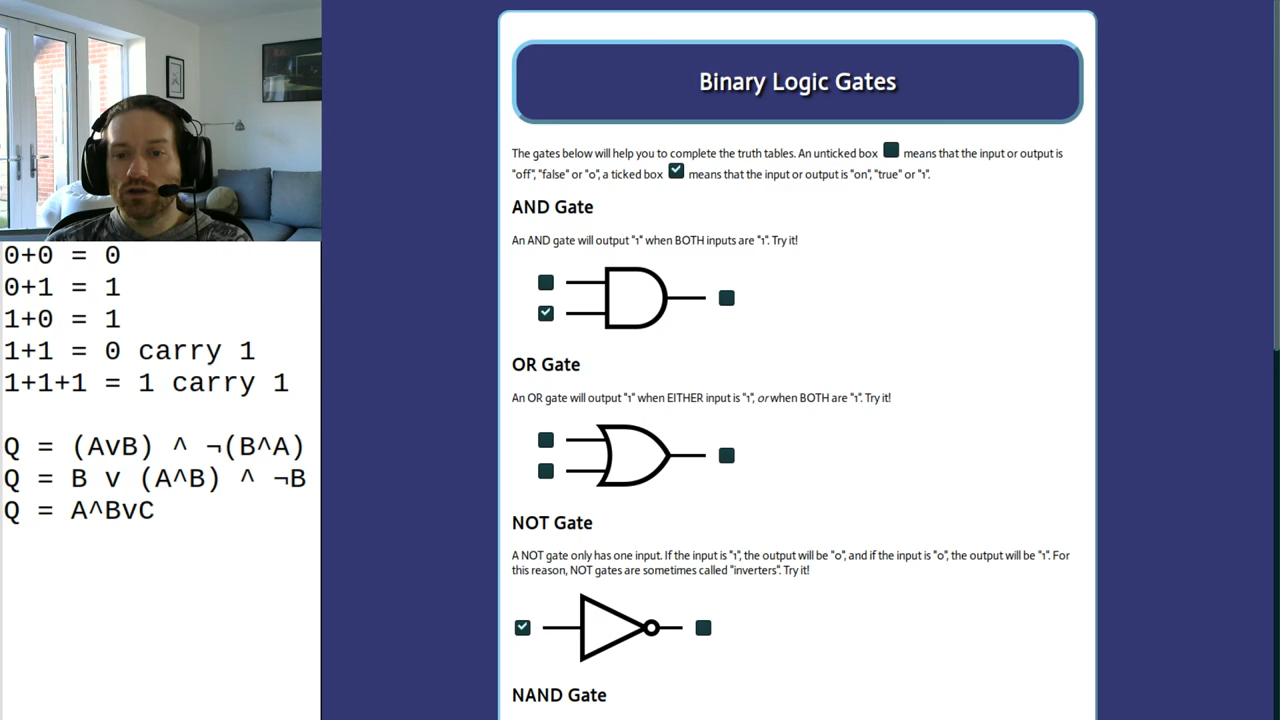 0+0 = 0
0+1 = 1
1+0 = 1
1+1 = 0 carry 1
1+1+1 = 1 carry 1
Q = (AvB) ^ ¬(B^A)
Q = B v (A^B) ^ ¬B
Q = A^BvC
Binary Logic Gates
The gates below will help you to complete the truth tables. An unticked box means that the input or output is
"off", "false" or "0", a ticked box means that the input or output is "on", "true" or "1".
AND Gate
An AND gate will output "1" when BOTH inputs are "1". Try it!
OR Gate
An OR gate will output "1" when EITHER input is "1", or when BOTH are "1". Try it!
NOT Gate
A NOT gate only has one input. If the input is "1", the output will be "0", and if the input is "0", the output will be "1". For
this reason, NOT gates are sometimes called "inverters". Try it!
NAND Gate